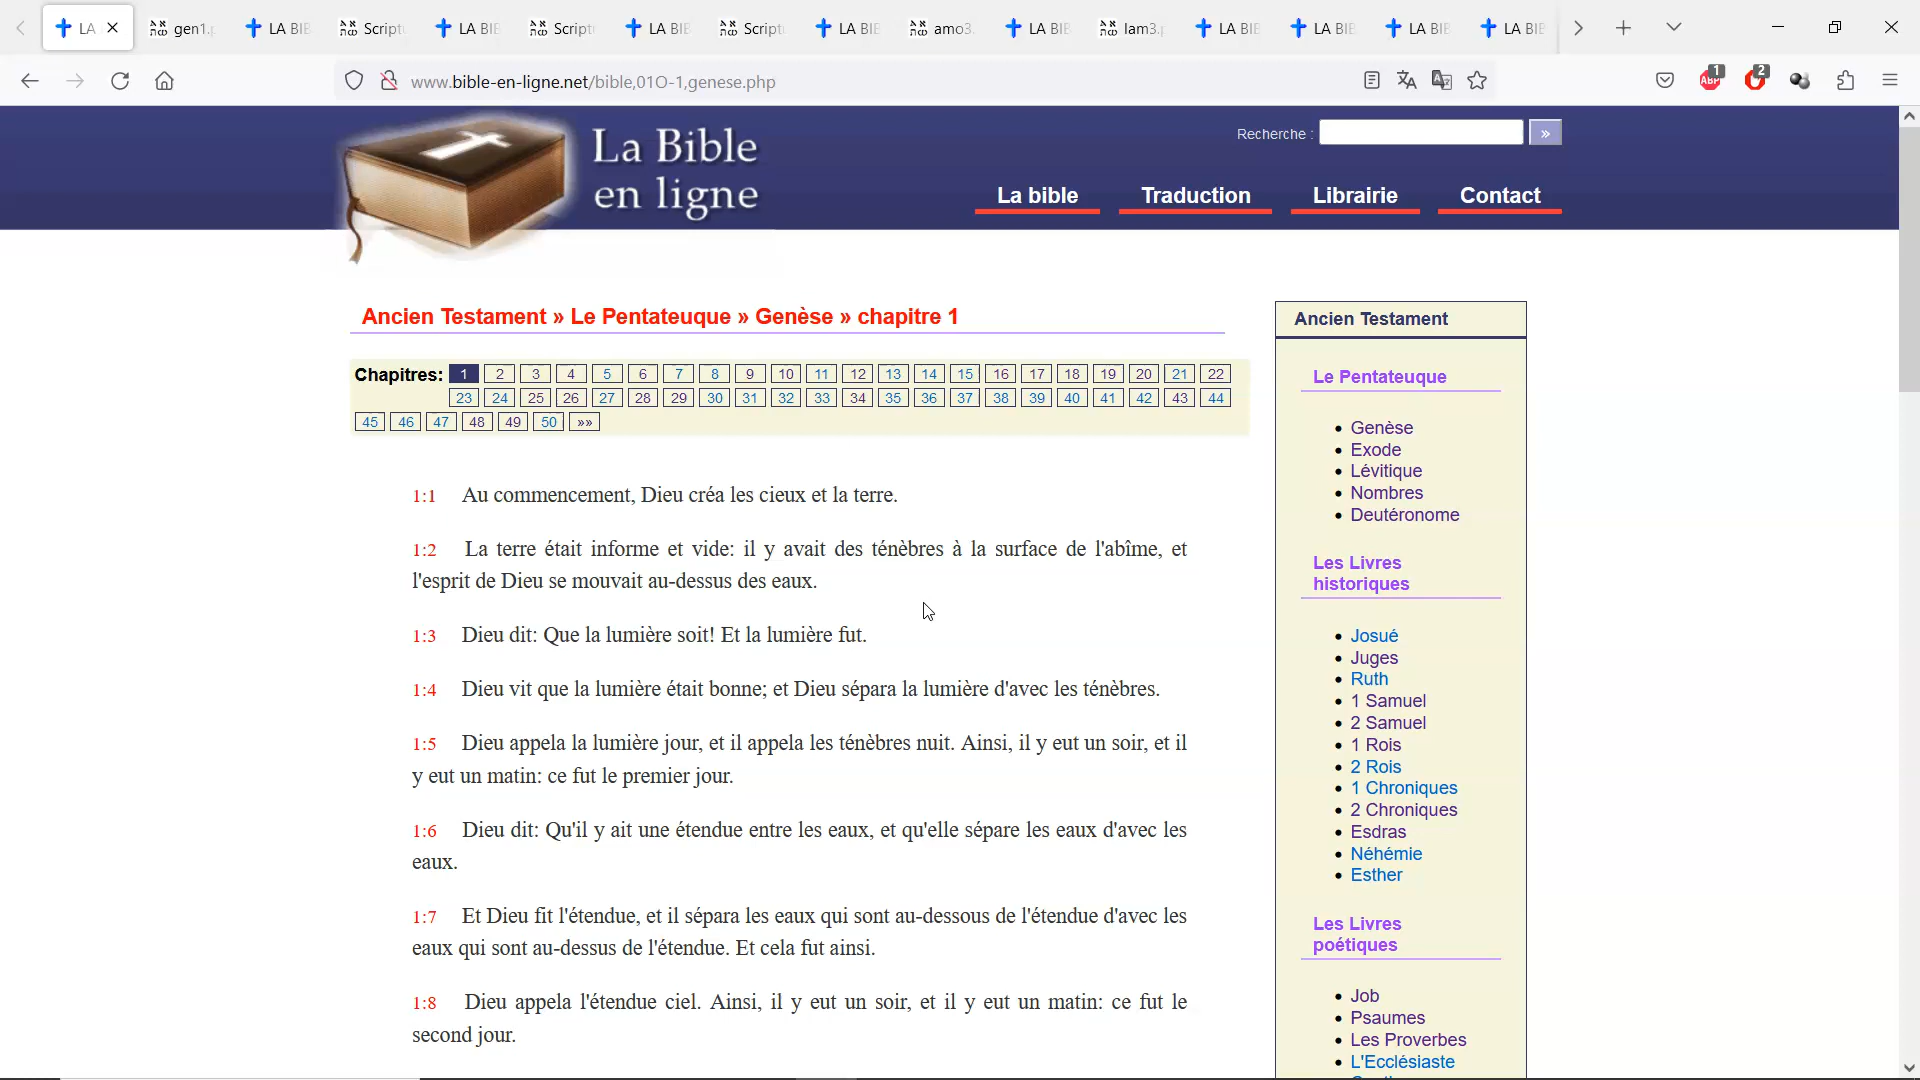 LA
gen1.p
LA BIB
Scriptu
LA BIB
Scriptu
LA BIB
Scriptu
LA BIB
amo3.
LA BIB
lam3.p
LA BIB
LA BIB
LA BIB
LA BIB
www.bible-en-ligne.net/bible,01O-1,genese.php
ABP
1
2
La Bible
en ligne
Recherche :
»
La bible
Traduction
Librairie
Contact
Ancien Testament » Le Pentateuque » Genèse » chapitre 1
Chapitres: 1 2 3 4 5 6 7 8 9 10 11 12 13 14 15 16 17 18 19 20 21 22
23 24 25 26 27 28 29 30 31 32 33 34 35 36 37 38 39 40 41 42 43 44
45 46 47 48 49 50 »»
1:1 Au commencement, Dieu créa les cieux et la terre.
1:2 La terre était informe et vide: il y avait des ténèbres à la surface de l'abîme, et
l'esprit de Dieu se mouvait au-dessus des eaux.
1:3 Dieu dit: Que la lumière soit! Et la lumière fut.
1:4 Dieu vit que la lumière était bonne; et Dieu sépara la lumière d'avec les ténèbres.
1:5 Dieu appela la lumière jour, et il appela les ténèbres nuit. Ainsi, il y eut un soir, et il
y eut un matin: ce fut le premier jour.
1:6 Dieu dit: Qu'il y ait une étendue entre les eaux, et qu'elle sépare les eaux d'avec les
eaux.
1:7 Et Dieu fit l'étendue, et il sépara les eaux qui sont au-dessous de l'étendue d'avec les
eaux qui sont au-dessus de l'étendue. Et cela fut ainsi.
1:8 Dieu appela l'étendue ciel. Ainsi, il y eut un soir, et il y eut un matin: ce fut le
second jour.
Ancien Testament
Le Pentateuque
Genèse
Exode
Lévitique
Nombres
Deutéronome
Les Livres
historiques
Josué
Juges
Ruth
1 Samuel
2 Samuel
1 Rois
2 Rois
1 Chroniques
2 Chroniques
Esdras
Néhémie
Esther
Les Livres
poétiques
Job
Psaumes
Les Proverbes
L'Ecclésiaste